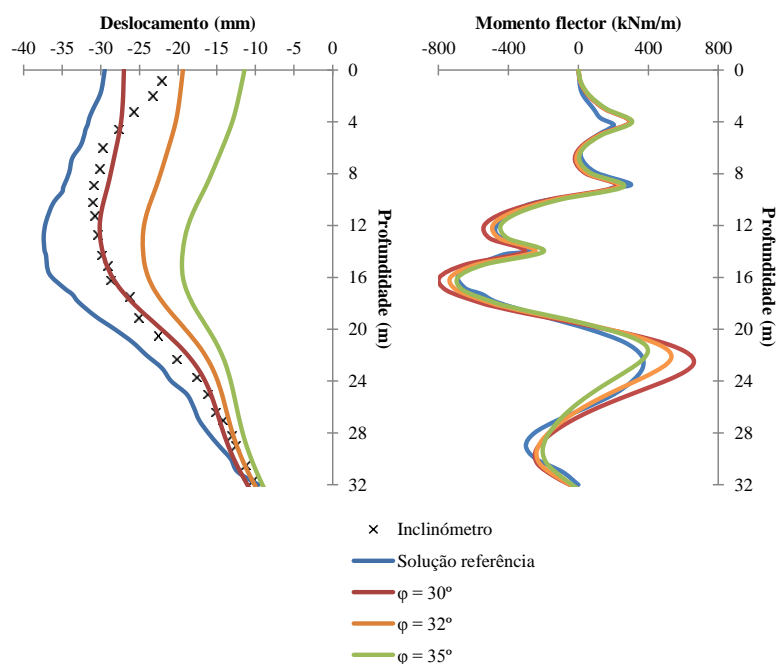 Deslocamento (mm)
-40 -35 -30 -25 -20 -15 -10 -5 0
0
4
8
12
16
20
24
28
32
Profundidade (m)
Momento flector (kNm/m)
-800 -400 0 400 800
0
4
8
12
16
20
24
28
32
Profundidade (m)
Inclinómetro
Solução referência
φ = 30º
φ = 32º
φ = 35º